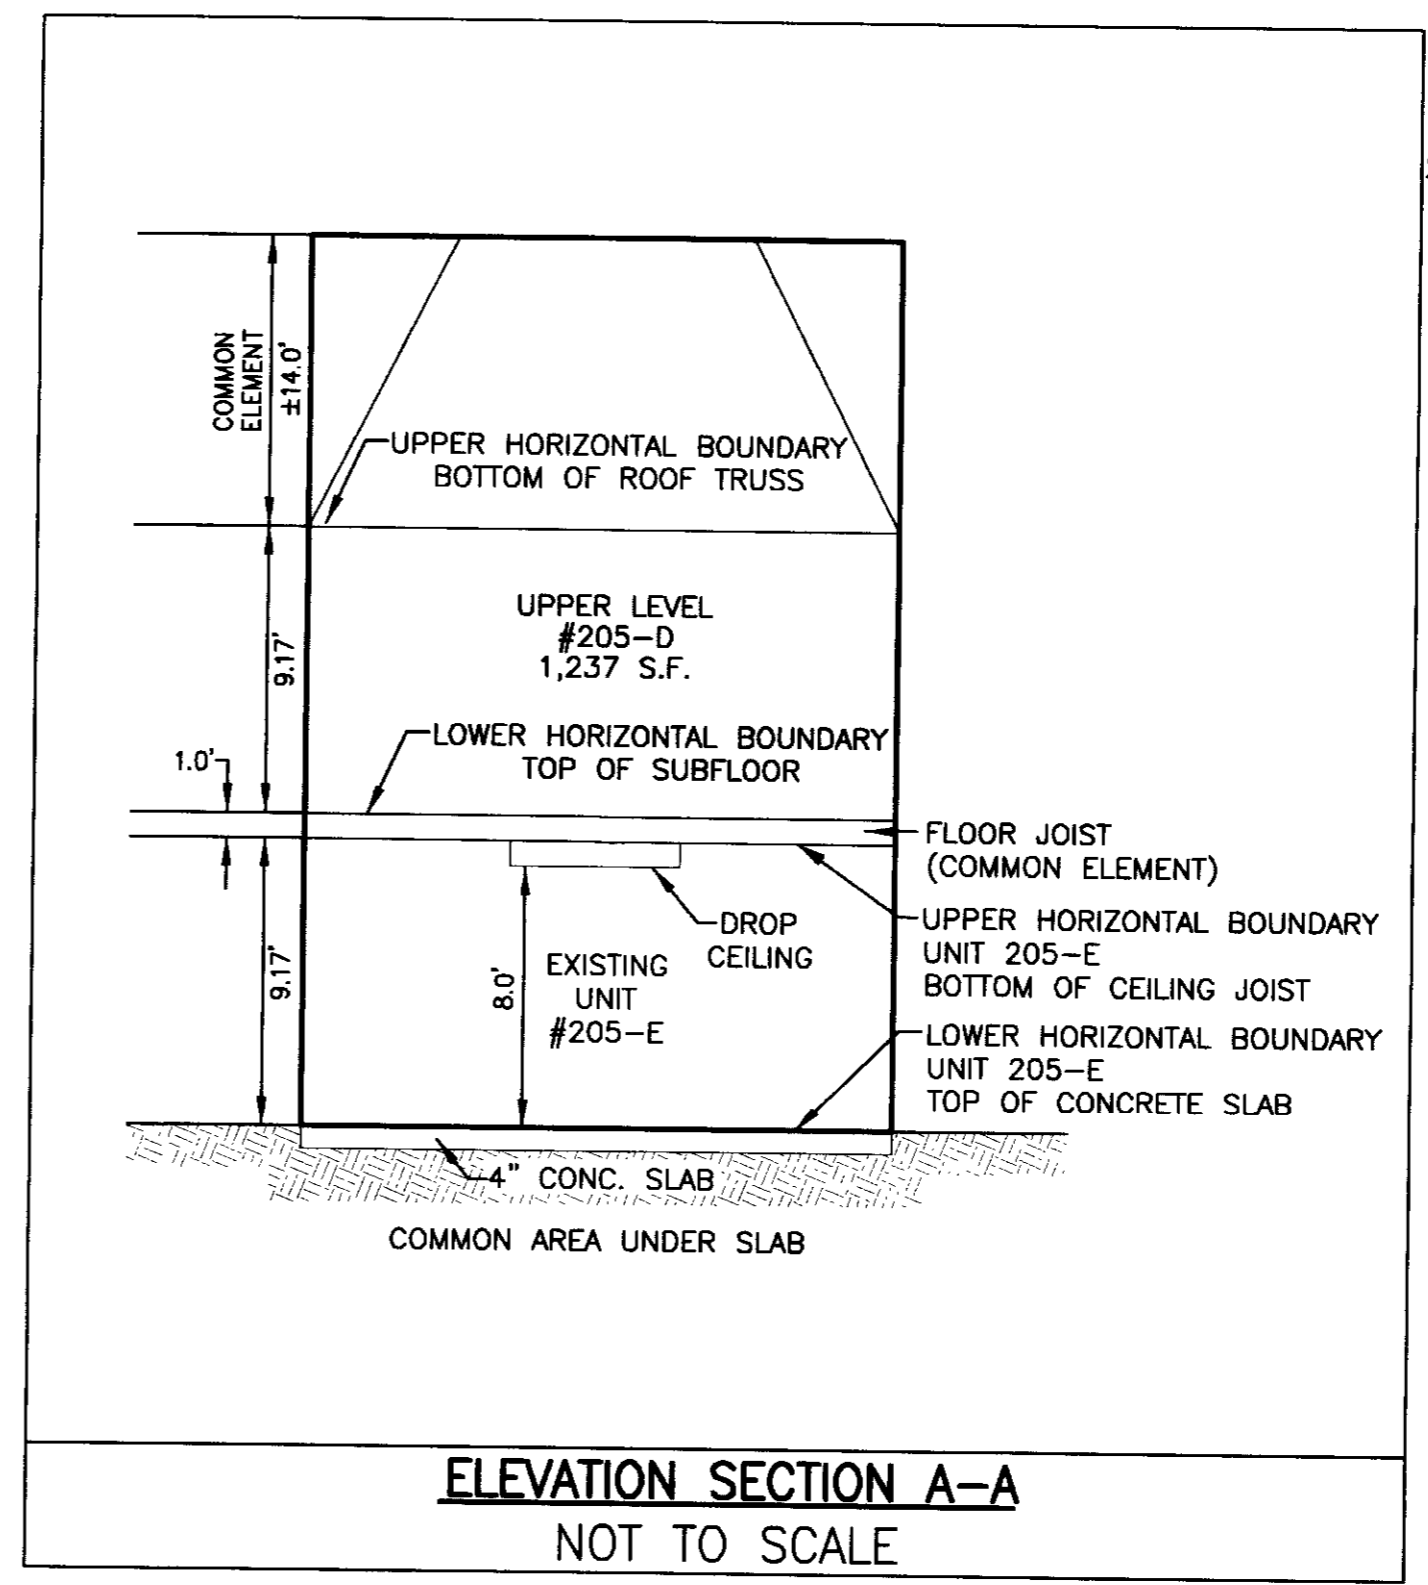 COMMON
ELEMENT
±14.0'
UPPER HORIZONTAL BOUNDARY
BOTTOM OF ROOF TRUSS
9.17'
UPPER LEVEL
#205-D
1,237 S.F.
LOWER HORIZONTAL BOUNDARY
TOP OF SUBFLOOR
1.0'
FLOOR JOIST
(COMMON ELEMENT)
DROP
CEILING
UPPER HORIZONTAL BOUNDARY
UNIT 205-E
BOTTOM OF CEILING JOIST
9.17'
8.0'
EXISTING
UNIT
#205-E
LOWER HORIZONTAL BOUNDARY
UNIT 205-E
TOP OF CONCRETE SLAB
4" CONC. SLAB
COMMON AREA UNDER SLAB
ELEVATION SECTION A-A
NOT TO SCALE